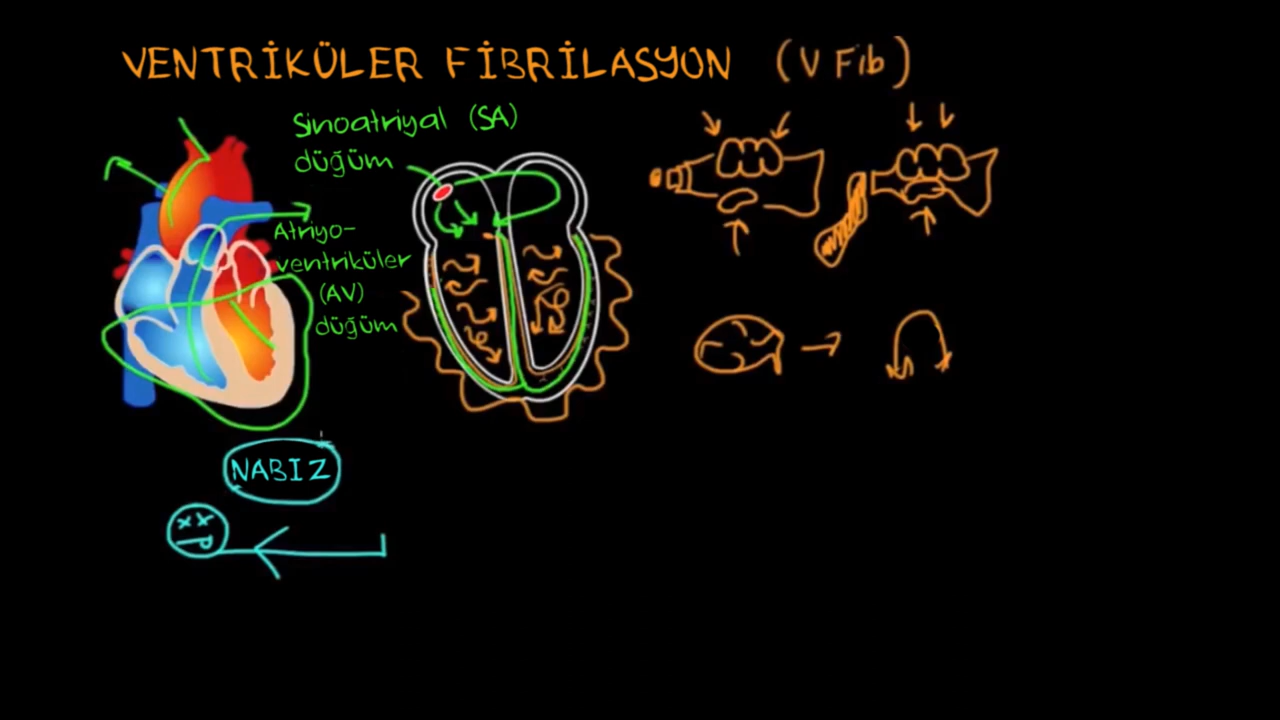 VENTRİKÜLER FİBRİLASYON (V Fib)
Sinoatriyal (SA)
düğüm
Atriyo-
ventriküler
(AV)
düğüm
NABIZ